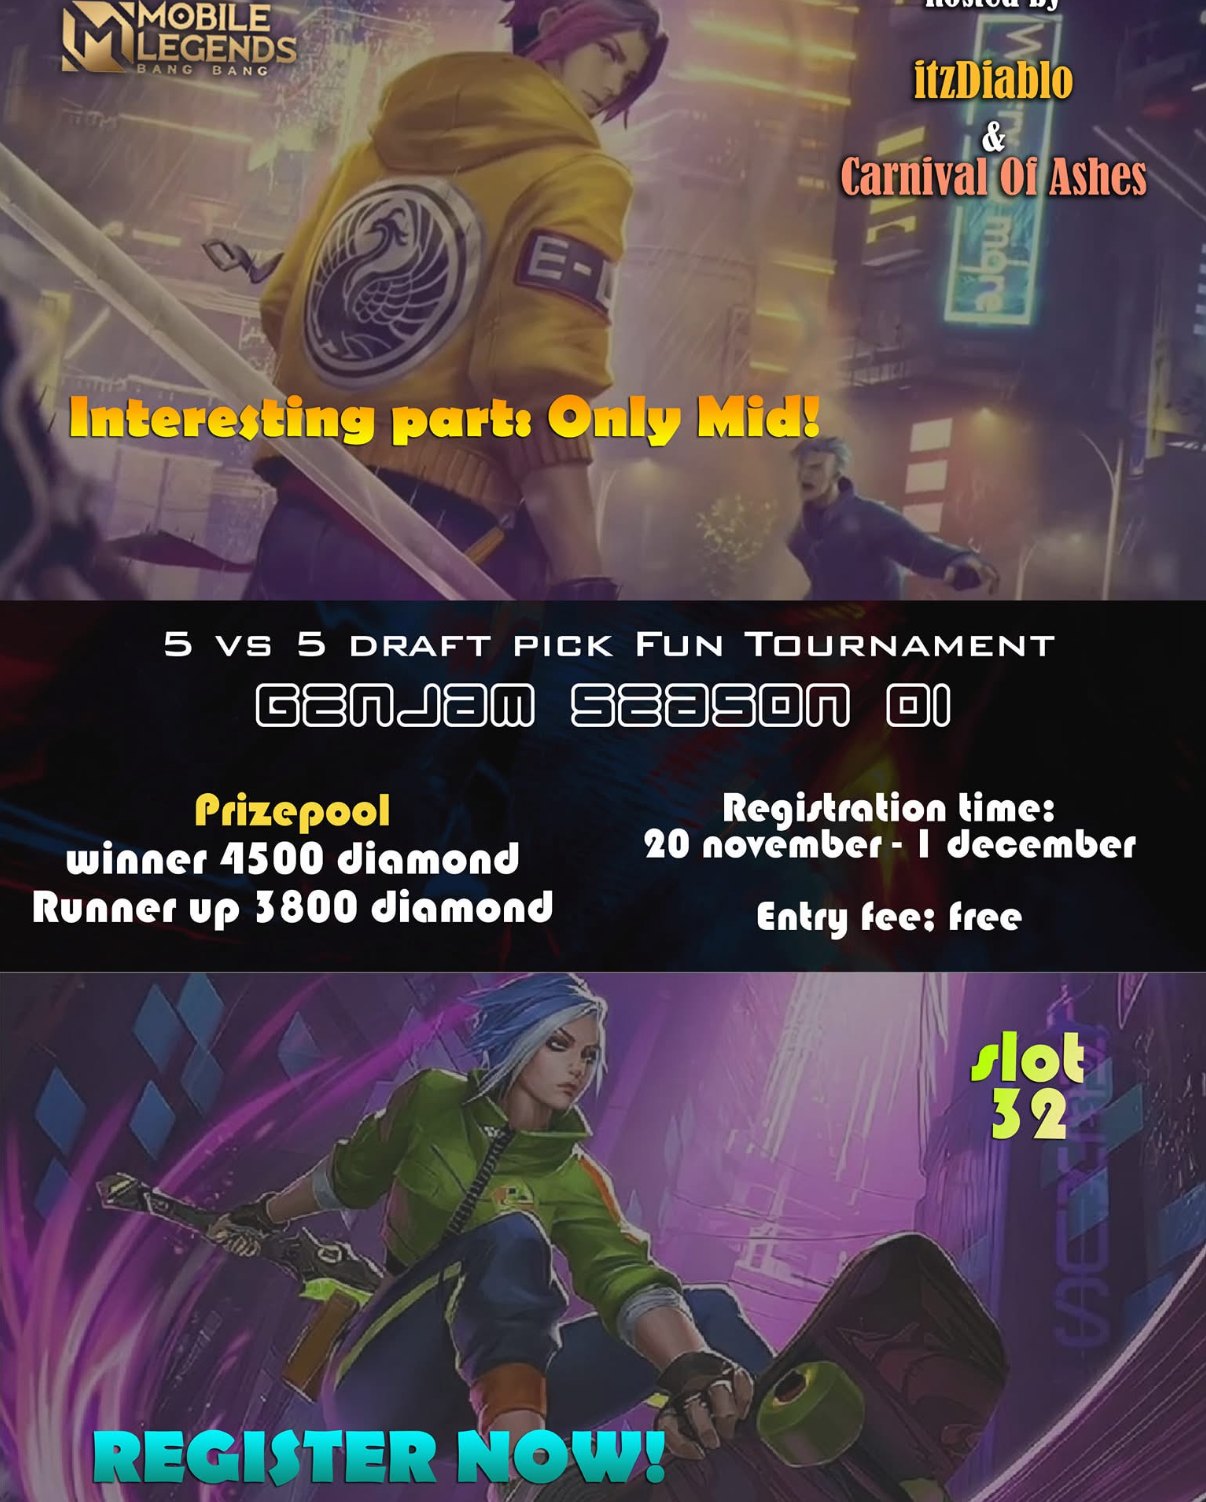 MOBILE
LEGENDS
BANG BANG
Hosted by
itzDiablo
&
Carnival Of Ashes
E-
Interesting part: Only Mid!
5 vs 5 draft pick Fun Tournament
GENJAM SEASON 01
Prizepool
winner 4500 diamond
Runner up 3800 diamond
Registration time:
20 november - 1 december
Entry fee; free
slot
32
REGISTER NOW!